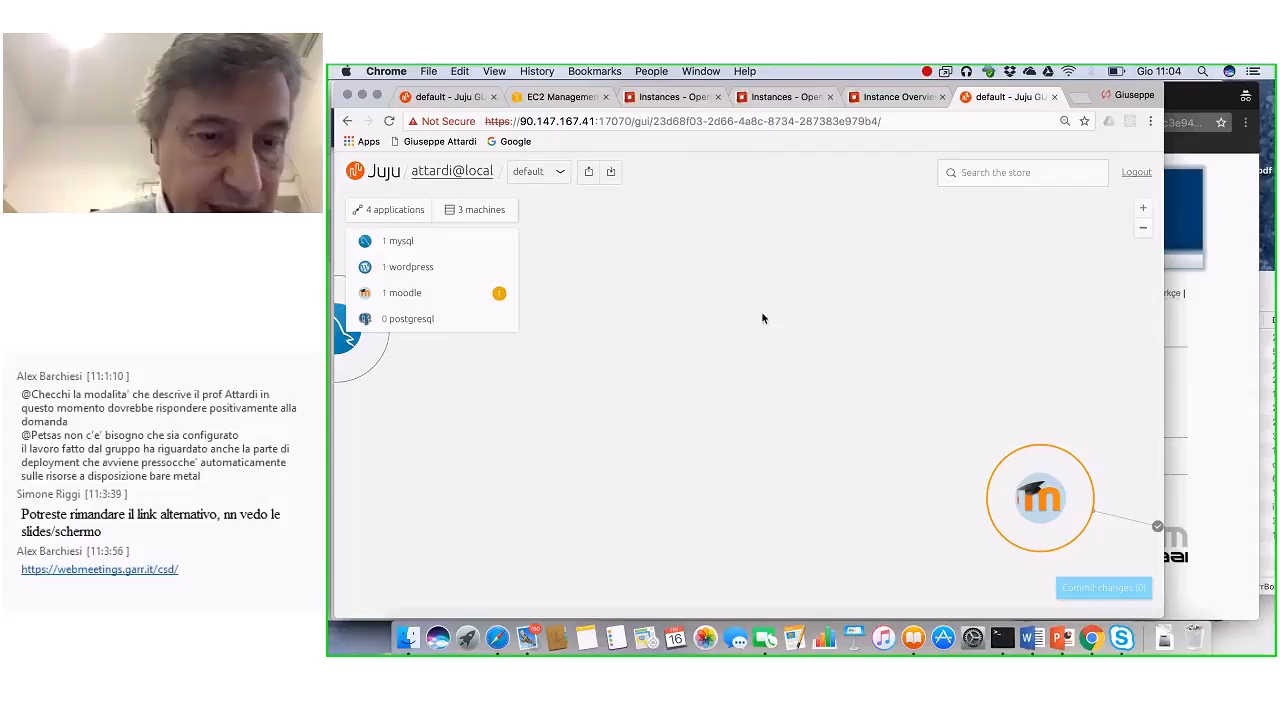 Chrome File Edit View History Bookmarks People Window Help
Gio 11:04
default - Juju GU
EC2 Managemen
Instances - Open
Instances - Open
Instance Overview
default - Juju GU
Giuseppe
Not Secure https://90.147.167.41:17070/gui/23d68f03-2d66-4a8c-8734-287383e979b4/
c3e94...
Apps Giuseppe Attardi Google
Juju / attardi@local / default
Search the store
Logout
4 applications 3 machines
1 mysql
1 wordpress
1 moodle 1
0 postgresql
rkçe |
Commit changes (0)
Alex Barchiesi [11:1:10 ]
@Checchi la modalita' che descrive il prof Attardi in
questo momento dovrebbe rispondere positivamente alla
domanda
@Petsas non c'e' bisogno che sia configurato
il lavoro fatto dal gruppo ha riguardato anche la parte di
deployment che avviene pressocche' automaticamente
sulle risorse a disposizione bare metal
Simone Riggi [11:3:39 ]
Potreste rimandare il link alternativo, nn vedo le
slides/schermo
Alex Barchiesi [11:3:56 ]
https://webmeetings.garr.it/csd/